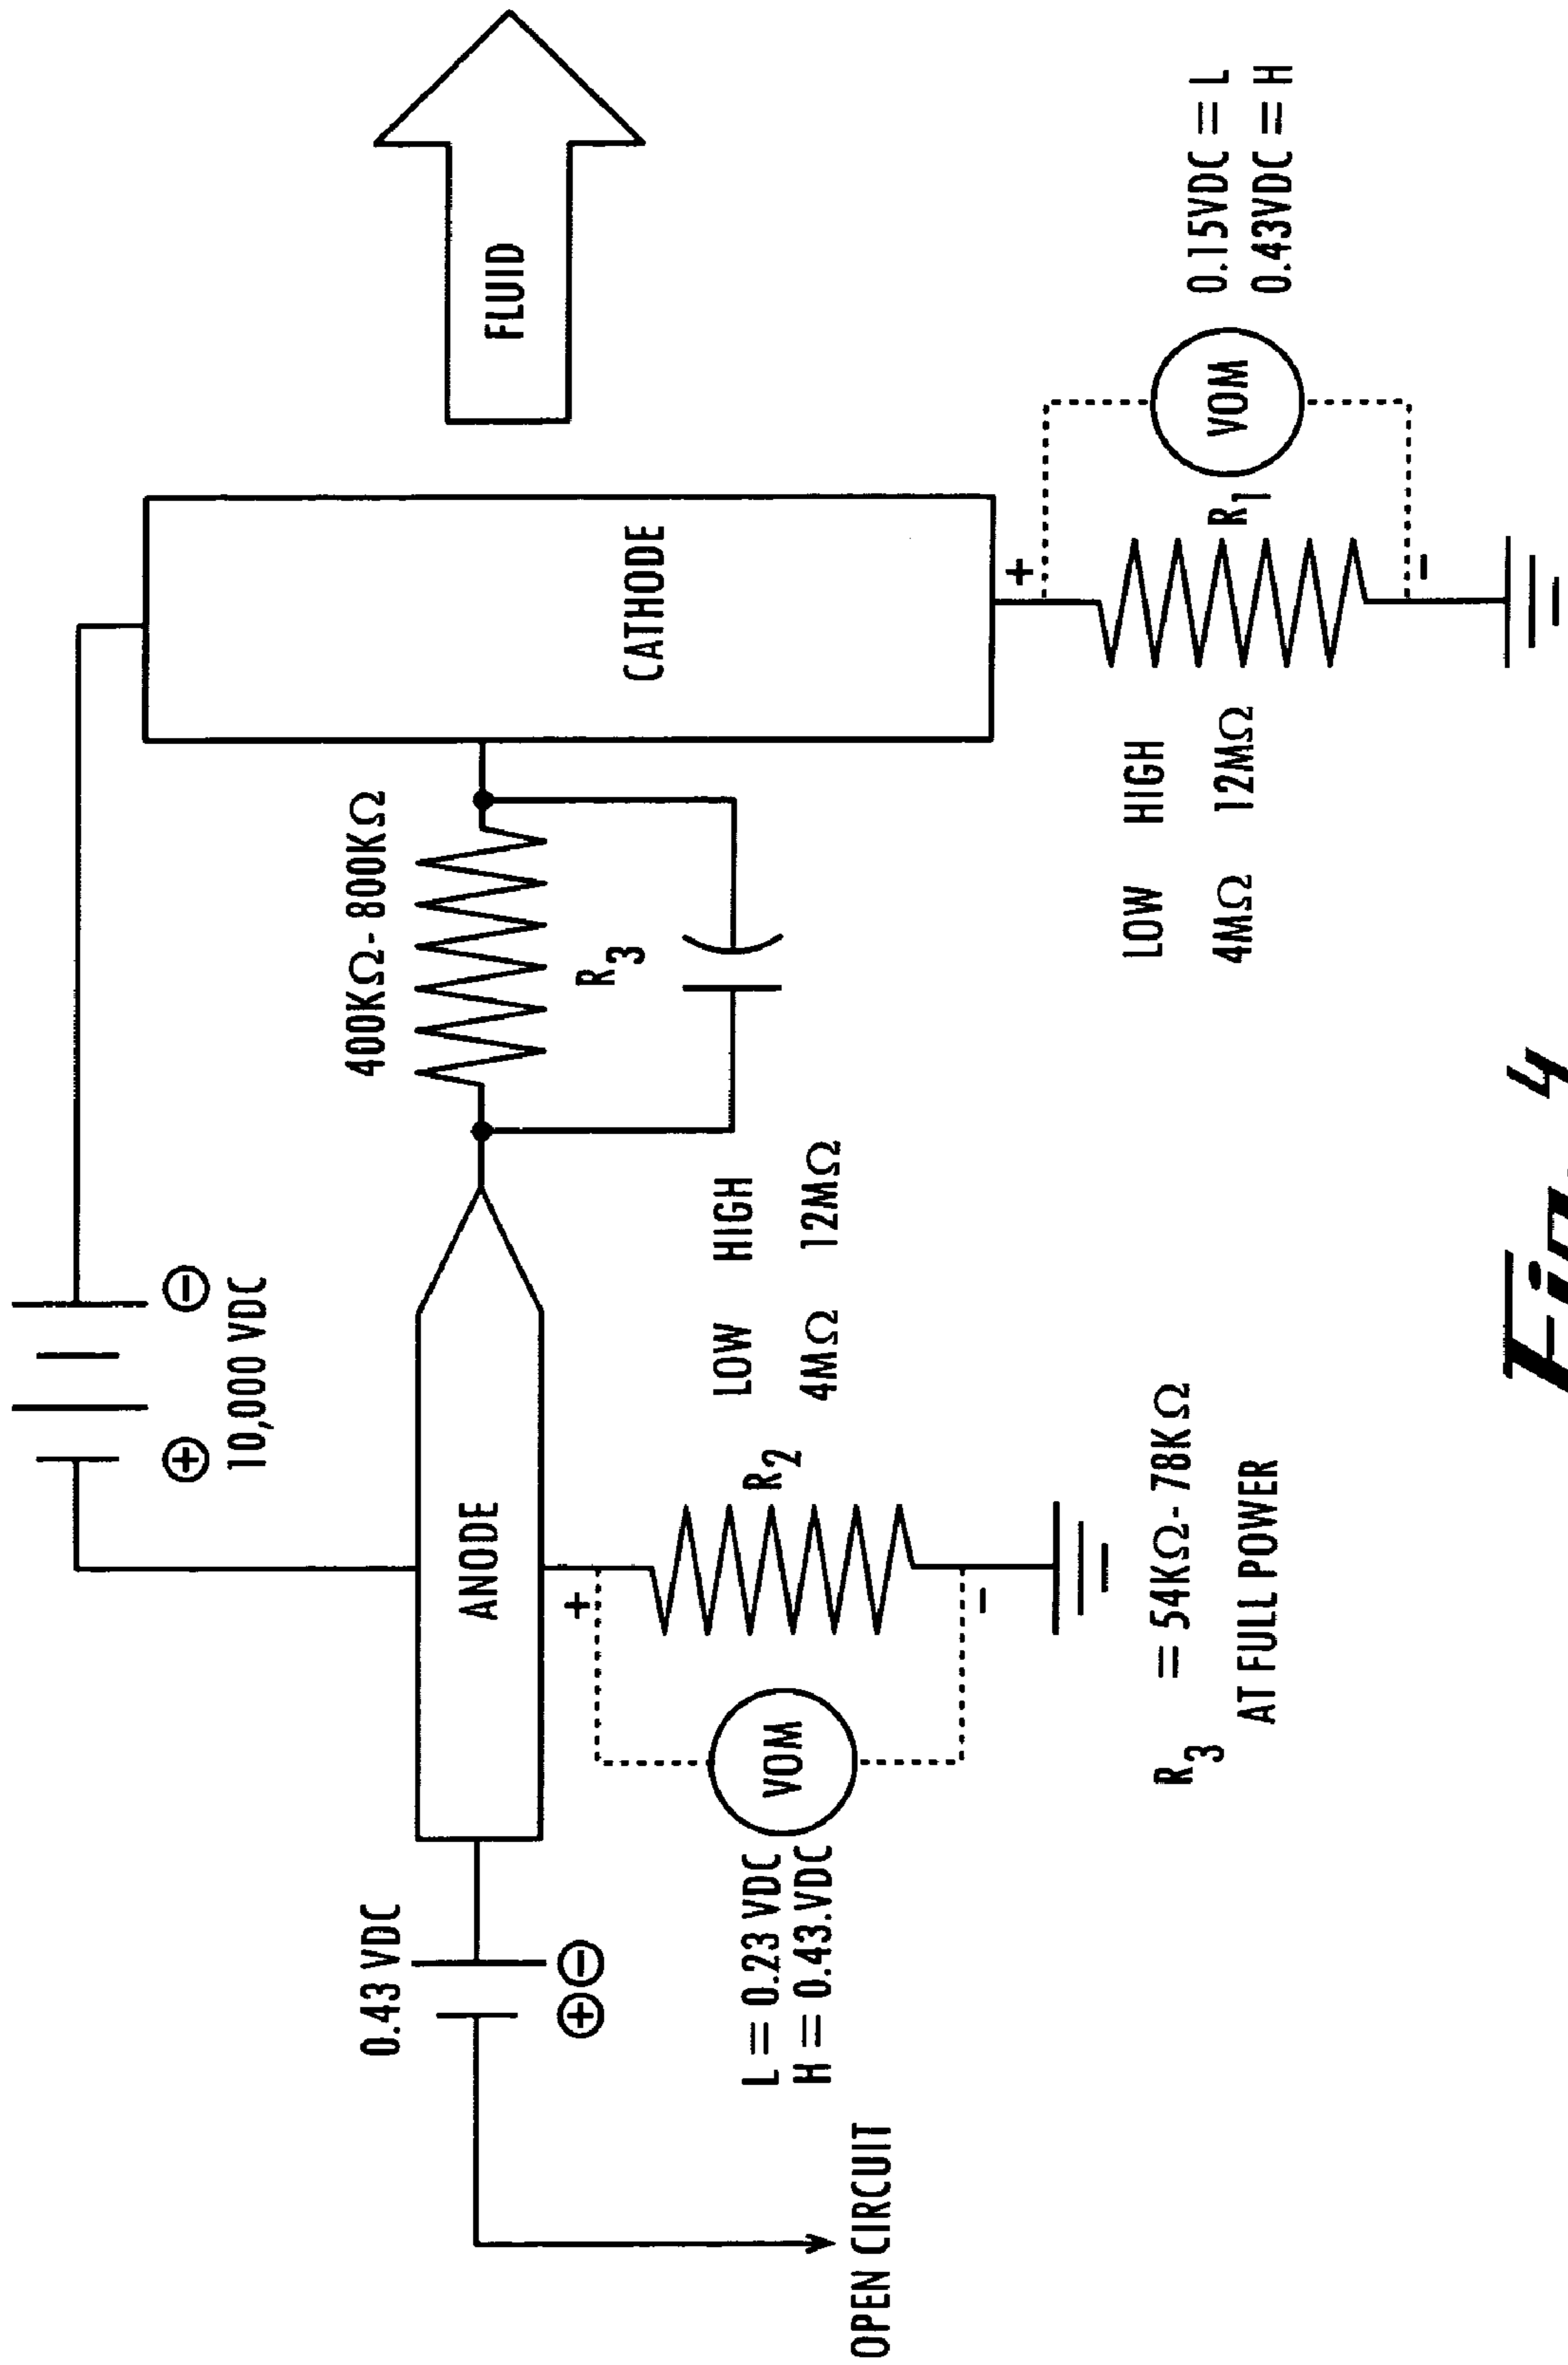 10,000 VDC
0.43 VDC
ANODE
400KΩ-800KΩ
R3
CATHODE
FLUID
OPEN CIRCUIT
L = 0.23 VDC
H = 0.43.VDC
VOM
R2
LOW HIGH
4MΩ 12MΩ
R3 = 54KΩ-78KΩ
AT FULL POWER
LOW HIGH
4MΩ 12MΩ
R1
VOM
0.15VDC = L
0.43VDC = H
Fig. 4